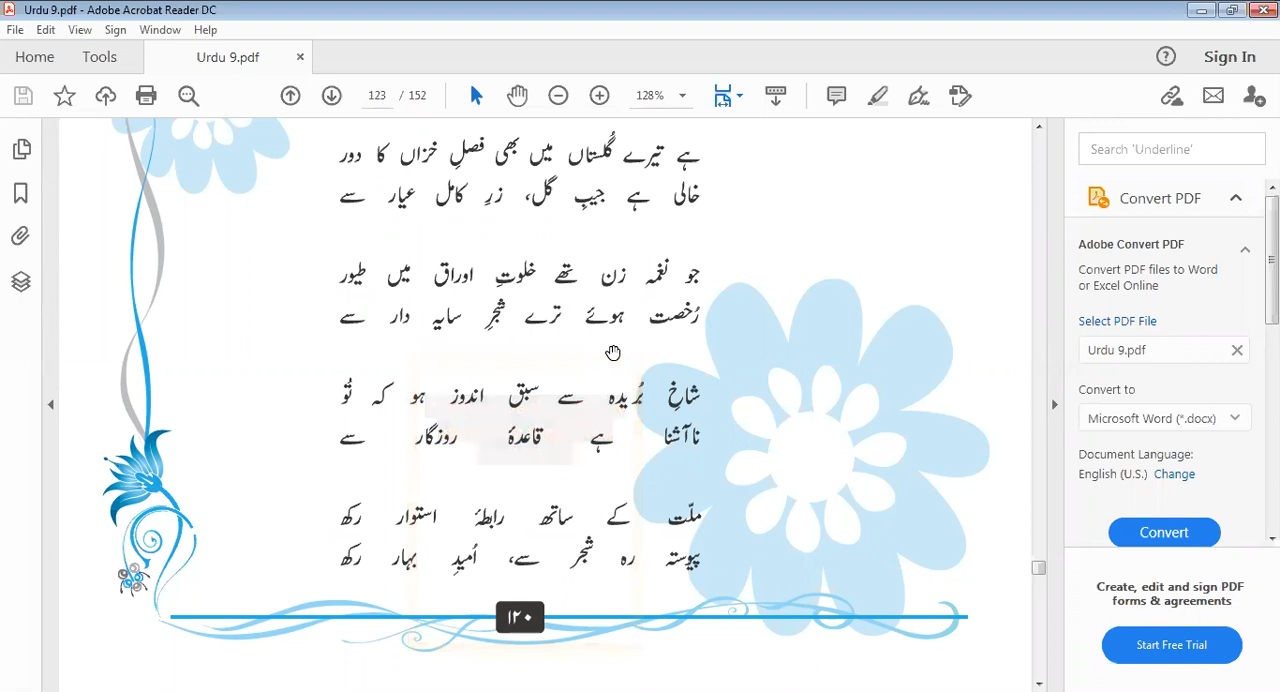 Urdu 9.pdf - Adobe Acrobat Reader DC
File Edit View Sign Window Help
Home Tools Urdu 9.pdf × Sign In
123 / 152 128%
ہے تیرے گُلستاں میں بھی فصلِ خزاں کا دور
خالی ہے جیبِ گل، زرِ کامل عیار سے
جو نغمہ زن تھے خلوتِ اوراق میں طیور
رُخصت ہوئے ترے شجرِ سایہ دار سے
شاخِ بُریدہ سے سبق اندوز ہو کہ تُو
ناآشنا ہے قاعدۂ روزگار سے
ملّت کے ساتھ رابطۂ استوار رکھ
پیوستہ رہ شجر سے، اُمیدِ بہار رکھ
۱۲۰
Search 'Underline'
Convert PDF
Adobe Convert PDF
Convert PDF files to Word
or Excel Online
Select PDF File
Urdu 9.pdf
Convert to
Microsoft Word (*.docx)
Document Language:
English (U.S.) Change
Convert
Create, edit and sign PDF
forms & agreements
Start Free Trial